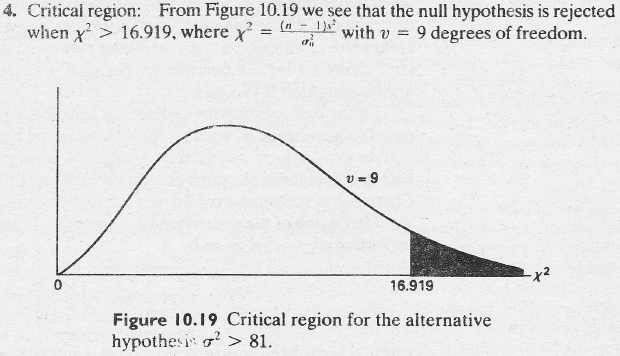 4. Critical region: From Figure 10.19 we see that the null hypothesis is rejected
when χ² > 16.919, where χ² = (n - 1)s²/σ₀² with v = 9 degrees of freedom.
v = 9
0
16.919
χ²
Figure 10.19 Critical region for the alternative
hypothesis σ² > 81.